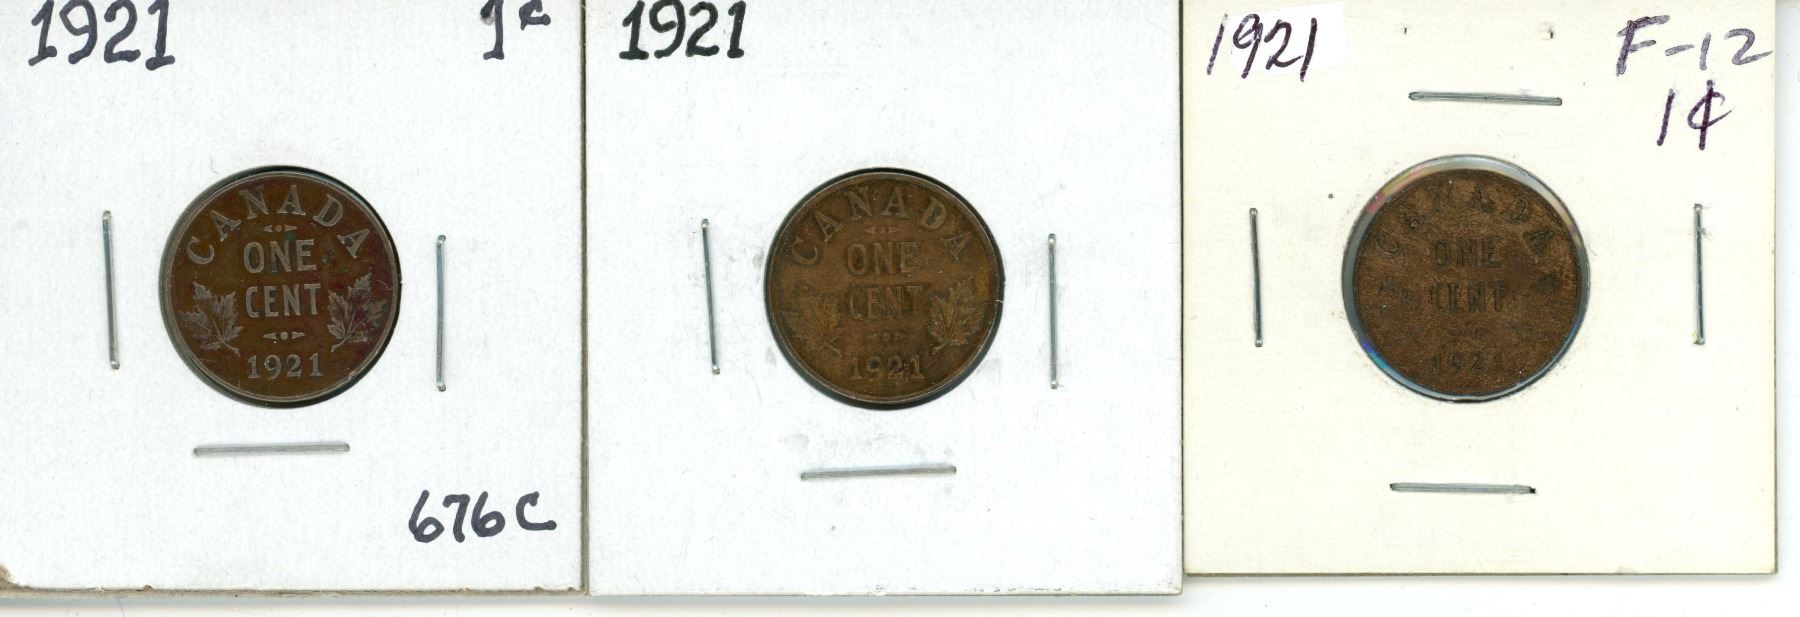 1921 1¢
CANADA
ONE
CENT
1921
676C
1921
CANADA
ONE
CENT
1921
1921 F-12
1¢
CANADA
ONE
CENT
1921